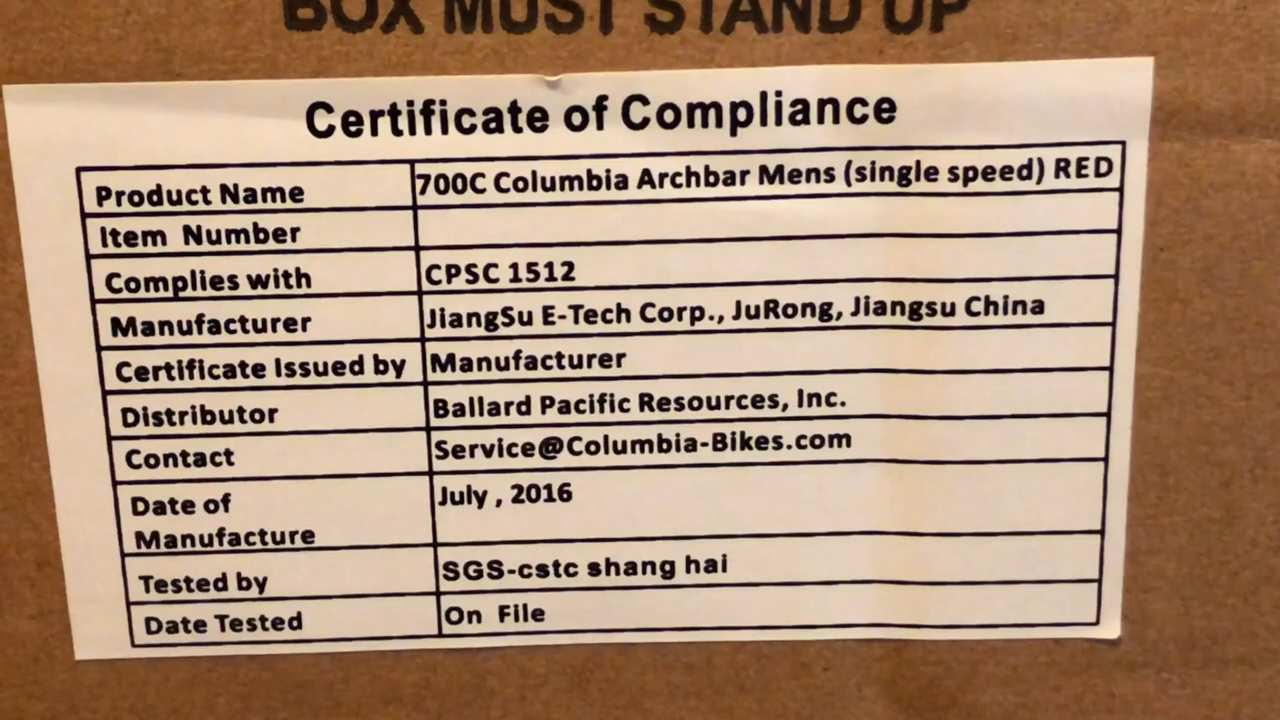 BOX MUST STAND UP
Certificate of Compliance
Product Name 700C Columbia Archbar Mens (single speed) RED
Item Number
Complies with CPSC 1512
Manufacturer JiangSu E-Tech Corp., JuRong, Jiangsu China
Certificate Issued by Manufacturer
Distributor Ballard Pacific Resources, Inc.
Contact Service@Columbia-Bikes.com
Date of July , 2016
Manufacture
Tested by SGS-cstc shang hai
Date Tested On File